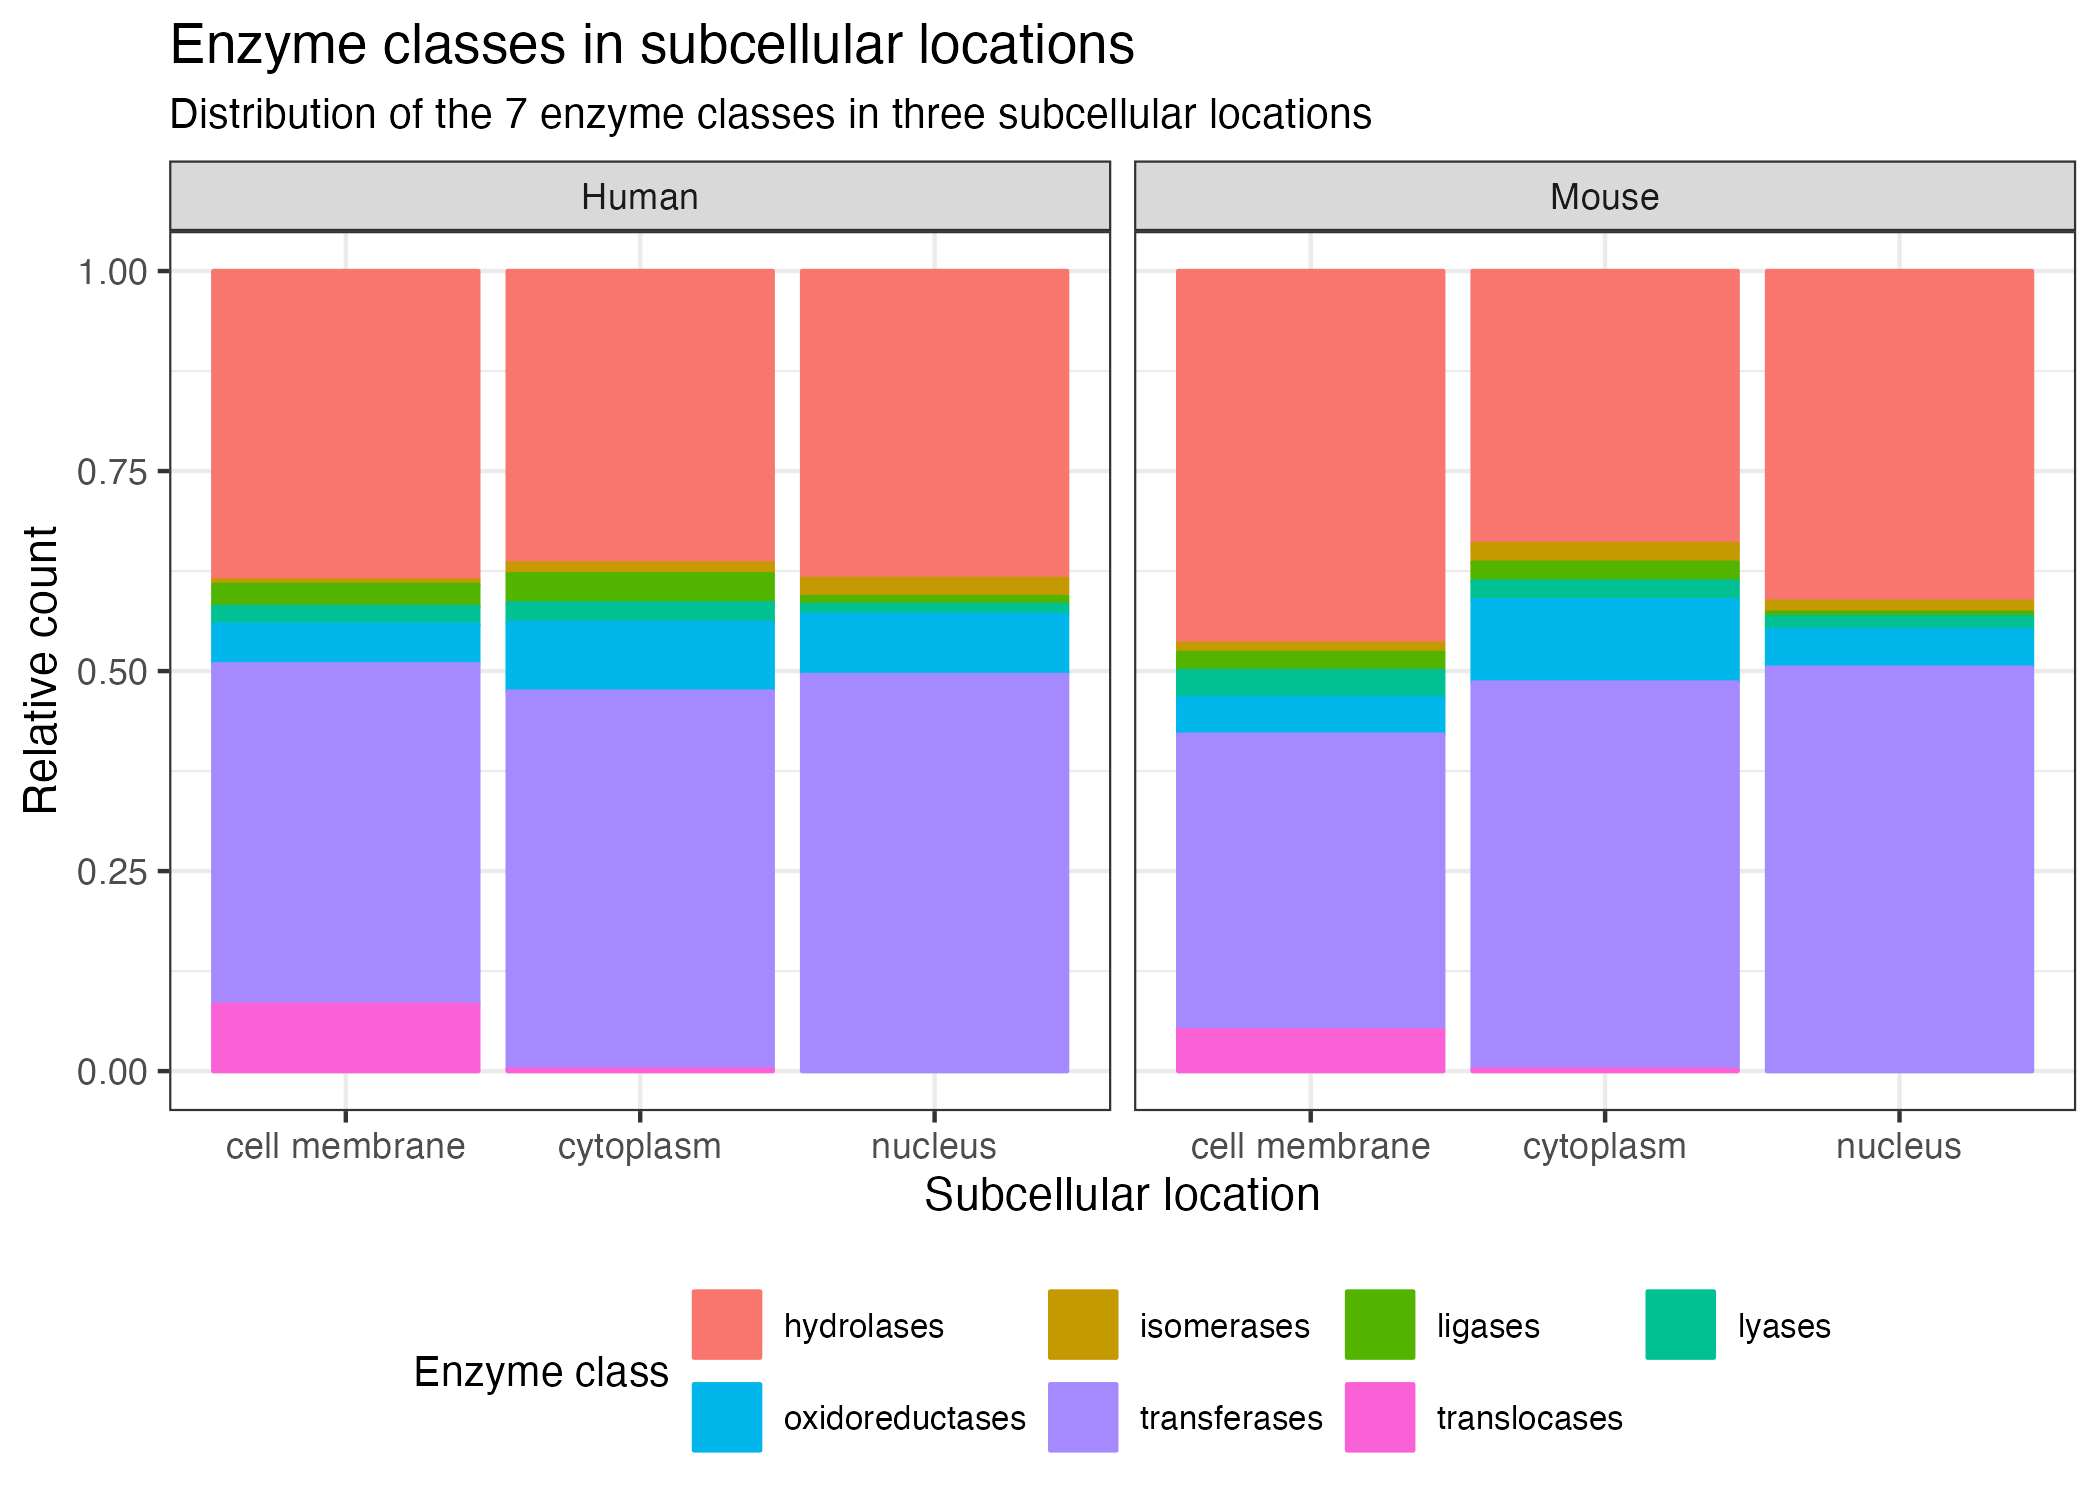 Enzyme classes in subcellular locations
Distribution of the 7 enzyme classes in three subcellular locations
Human Mouse
Relative count
1.00
0.75
0.50
0.25
0.00
cell membrane cytoplasm nucleus cell membrane cytoplasm nucleus
Subcellular location
Enzyme class
hydrolases isomerases ligases lyases
oxidoreductases transferases translocases